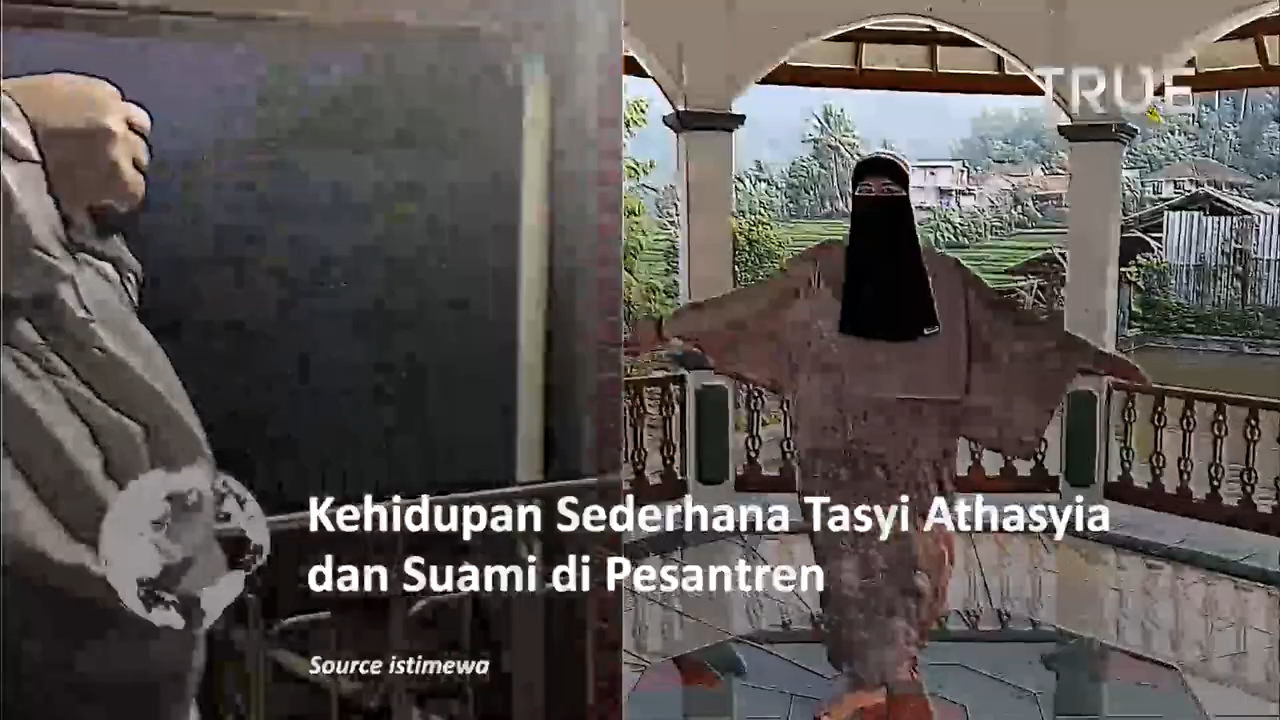 TRUE
Kehidupan Sederhana Tasyi Athasyia
dan Suami di Pesantren
Source istimewa